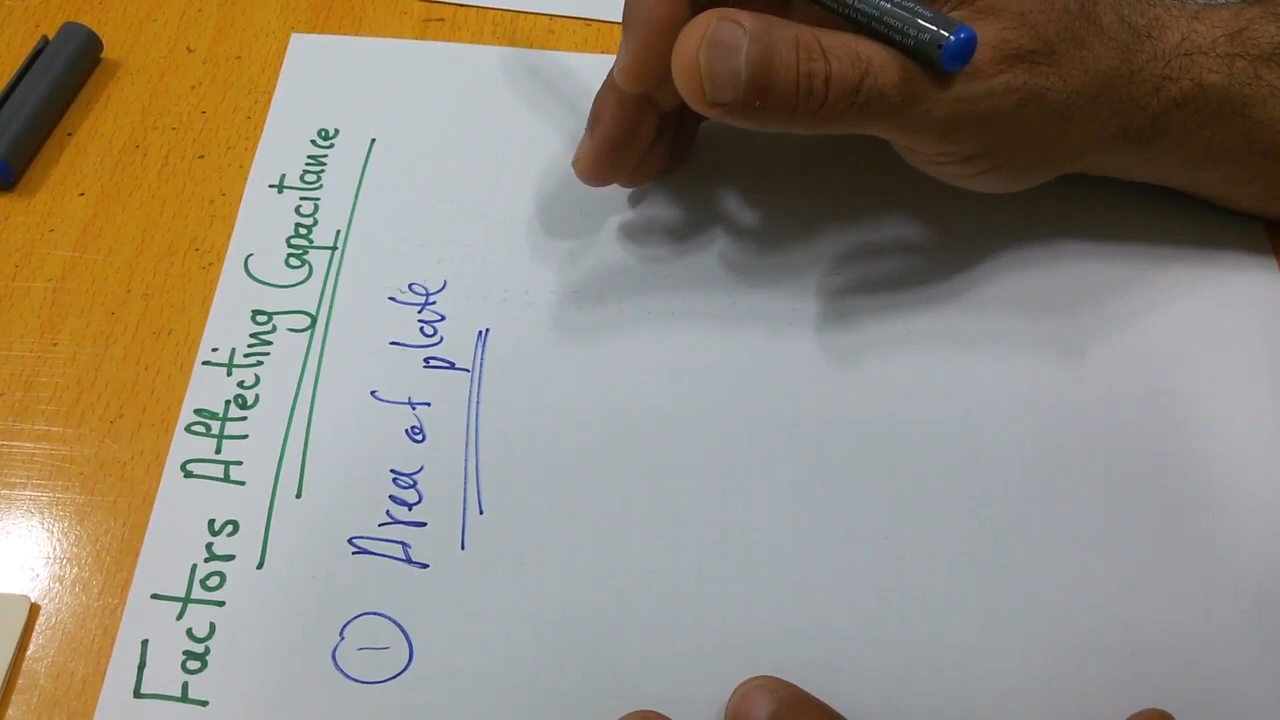 Factors Affecting Capacitance
① Area of plate